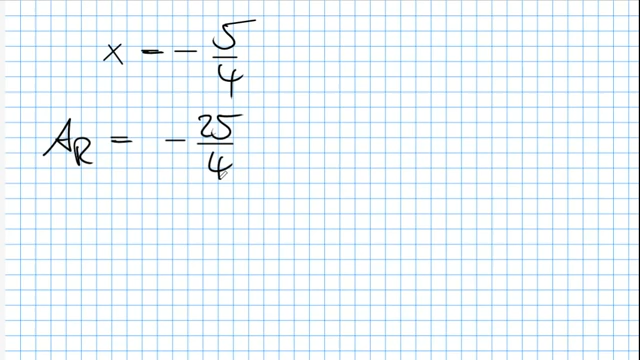 x = - 5/4
A_R = - 25/4